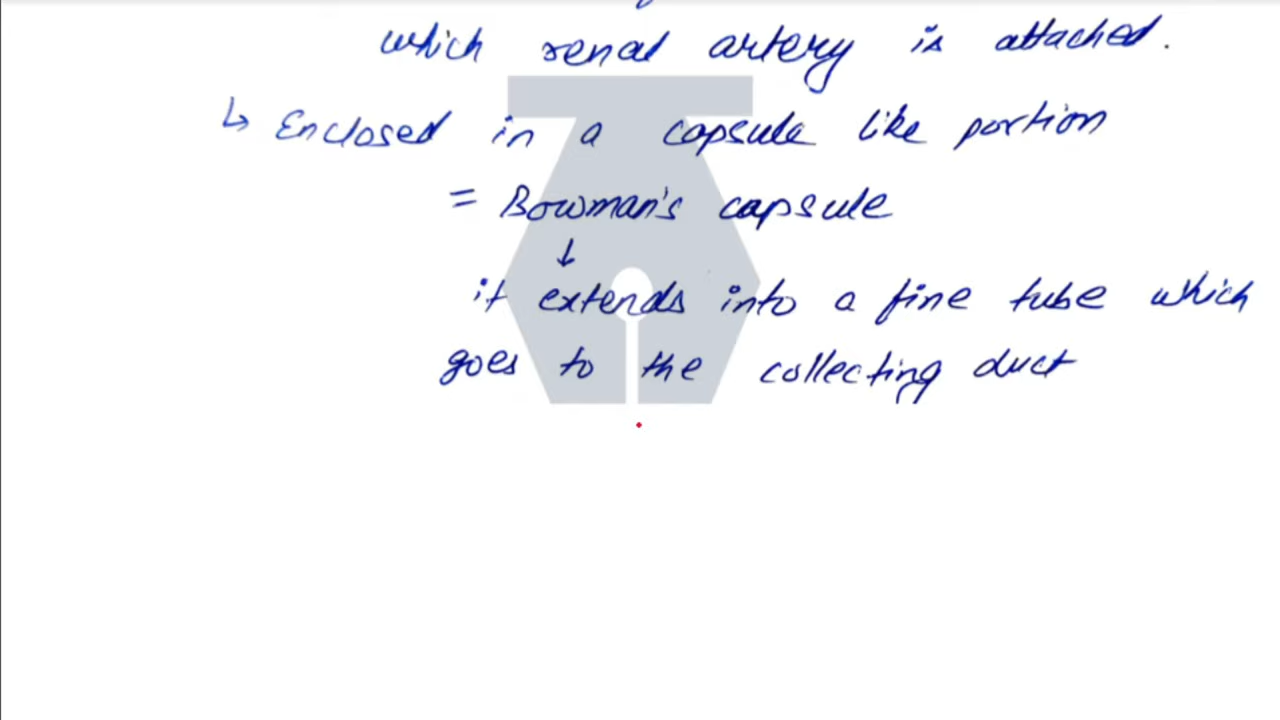 which renal artery is attached.
↳ Enclosed in a capsule like portion
= Bowman's capsule
↓
it extends into a fine tube which
goes to the collecting duct